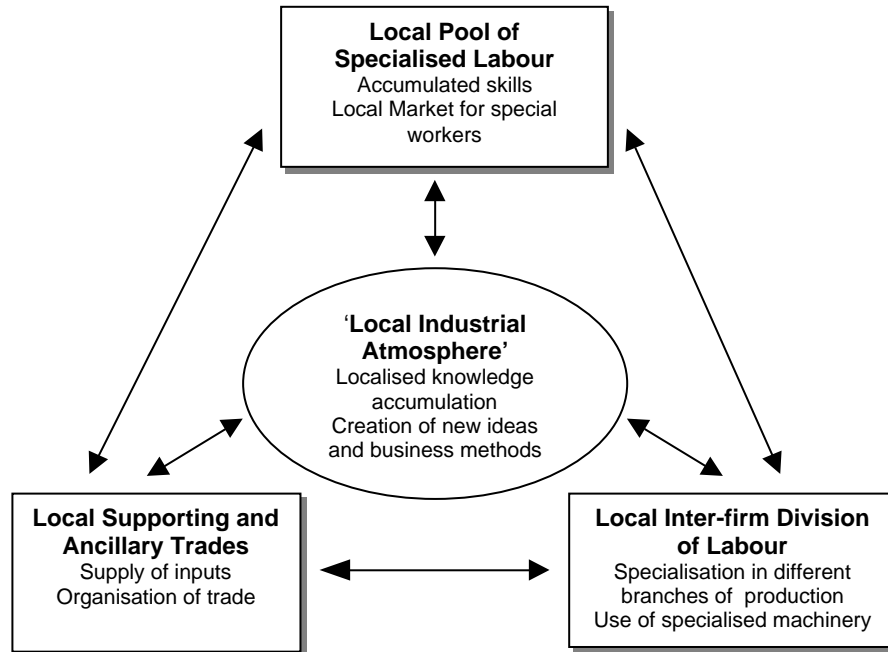 Local Pool of
Specialised Labour
Accumulated skills
Local Market for special
workers
‘Local Industrial
Atmosphere’
Localised knowledge
accumulation
Creation of new ideas
and business methods
Local Supporting and
Ancillary Trades
Supply of inputs
Organisation of trade
Local Inter-firm Division
of Labour
Specialisation in different
branches of production
Use of specialised machinery